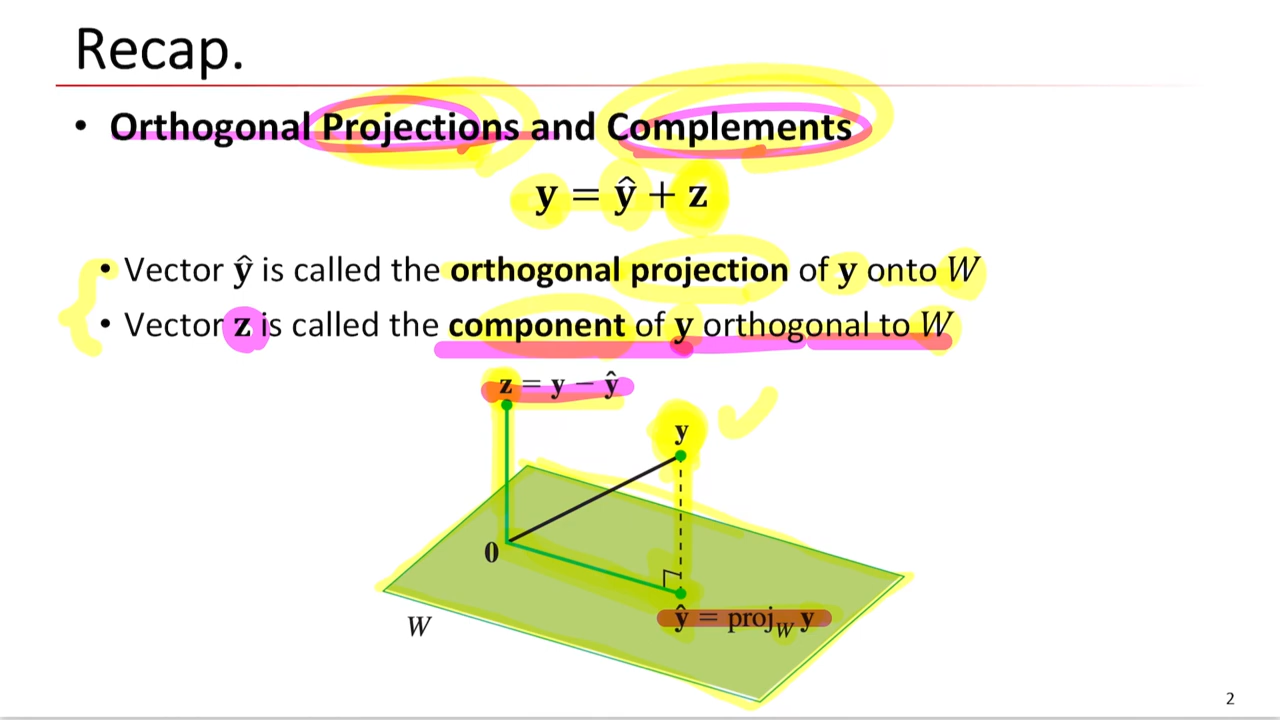 Recap.
• Orthogonal Projections and Complements
y = ŷ + z
• Vector ŷ is called the orthogonal projection of y onto W
• Vector z is called the component of y orthogonal to W
z = y − ŷ
y
0
ŷ = proj_W y
W
2